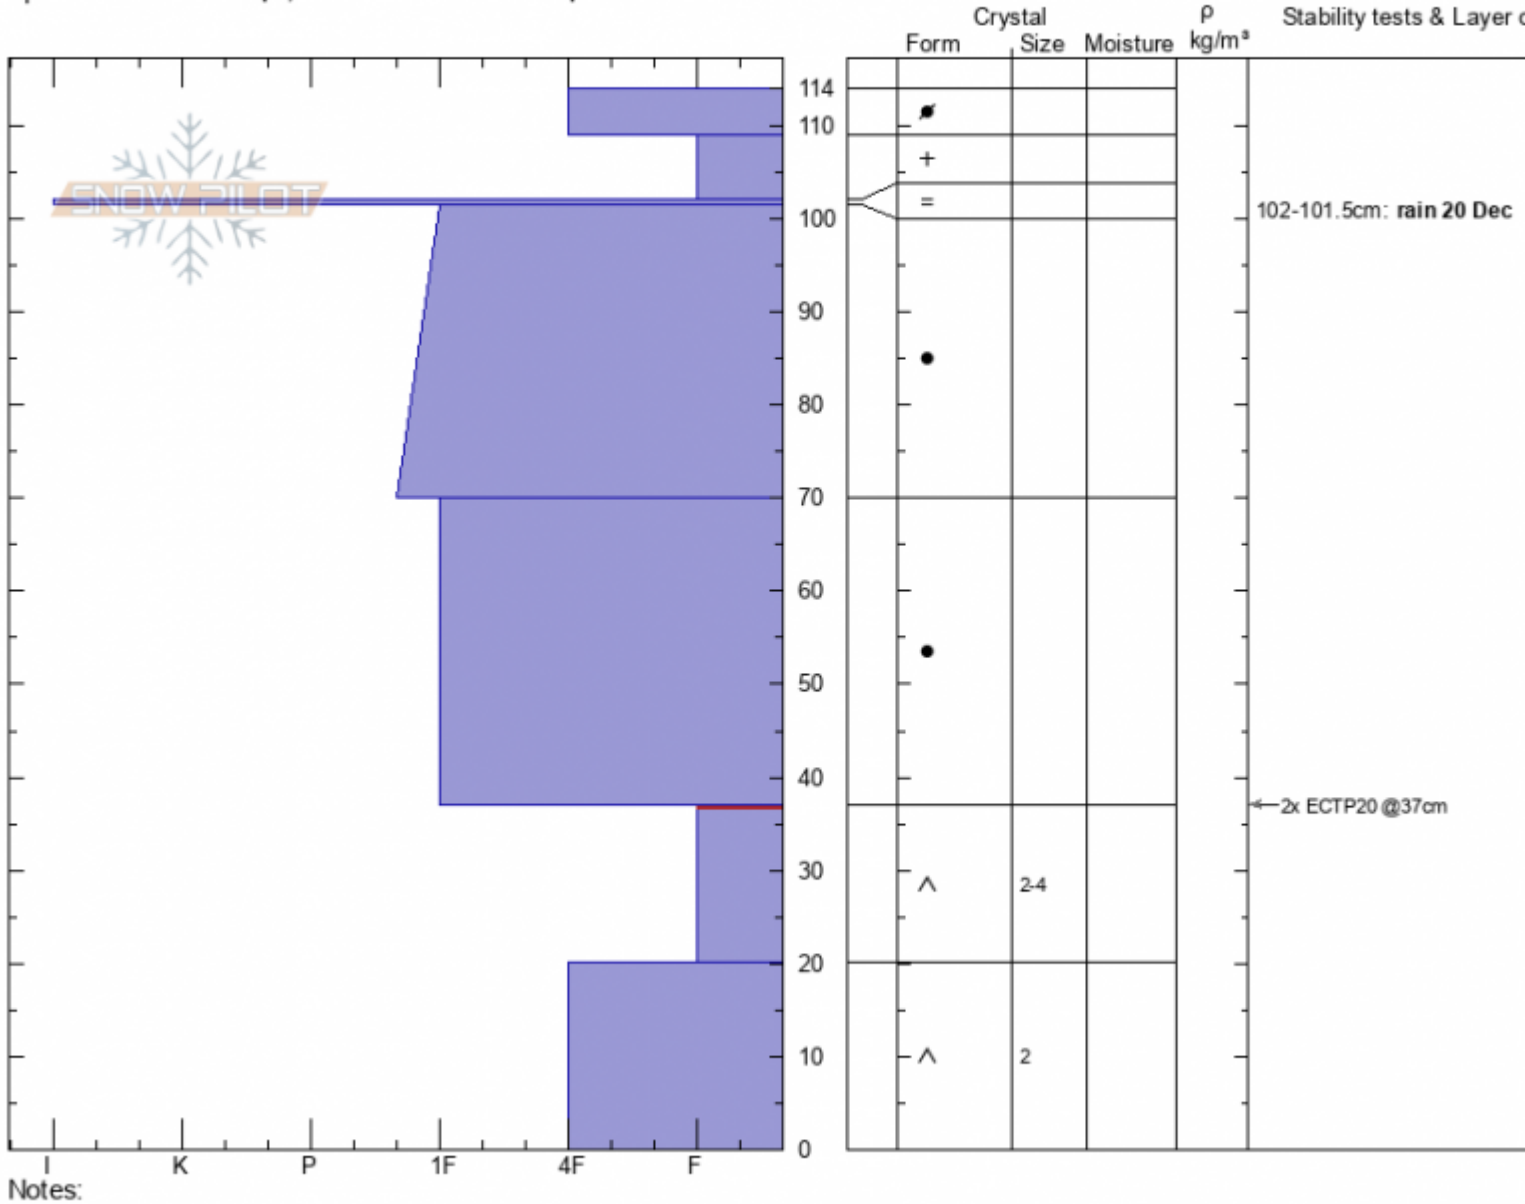 Crystal ρ Stability tests & Layer
Form Size Moisture kg/m³
114
110
SNOW PILOT
100 102-101.5cm: rain 20 Dec
90
80
70
60
50
40
2x ECTP20 @37cm
30
2-4
20
10 2
0
I K P 1F 4F F
Notes: